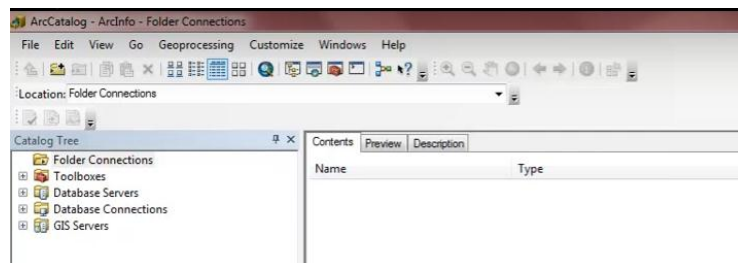 ArcCatalog - ArcInfo - Folder Connections
File Edit View Go Geoprocessing Customize Windows Help
Location: Folder Connections
Catalog Tree
Contents Preview Description
Folder Connections
Name Type
Toolboxes
Database Servers
Database Connections
GIS Servers